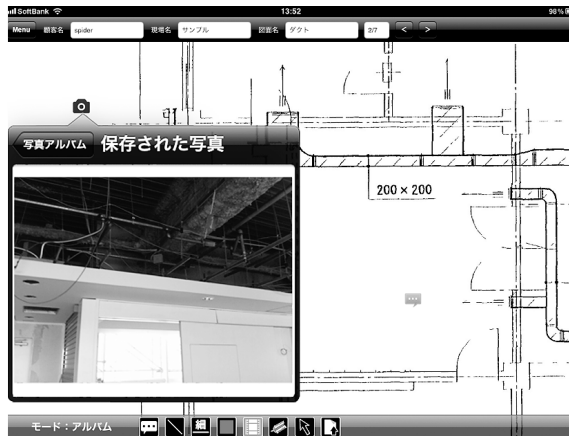 SoftBank 13:52 98%
Menu 顧客名 spider 現場名 サンプル 図面名 ダクト 2/7 < >
写真アルバム 保存された写真
200 × 200
モード：アルバム 細